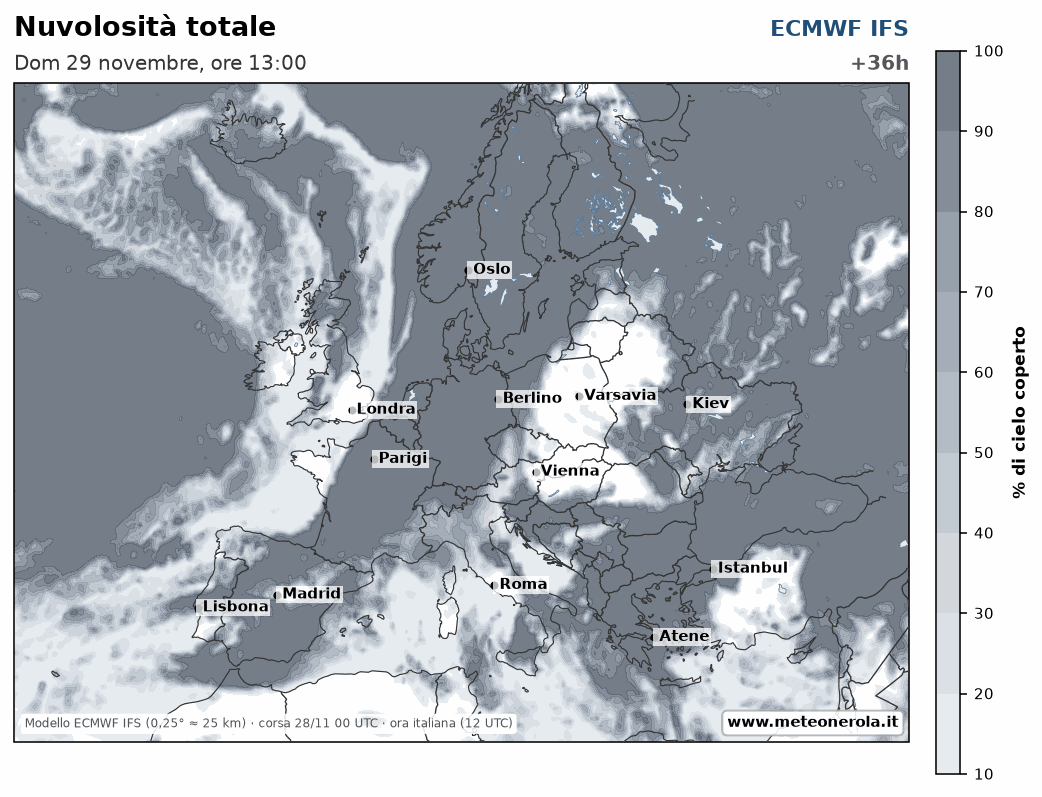 Nuvolosità totale
ECMWF IFS
Dom 29 novembre, ore 13:00
+36h
100
90
80
70
60
50
40
30
20
10
% di cielo coperto
Oslo
Berlino
Varsavia
Kiev
Londra
Parigi
Vienna
Istanbul
Roma
Madrid
Lisbona
Atene
Modello ECMWF IFS (0,25° ≈ 25 km) · corsa 28/11 00 UTC · ora italiana (12 UTC)
www.meteonerola.it